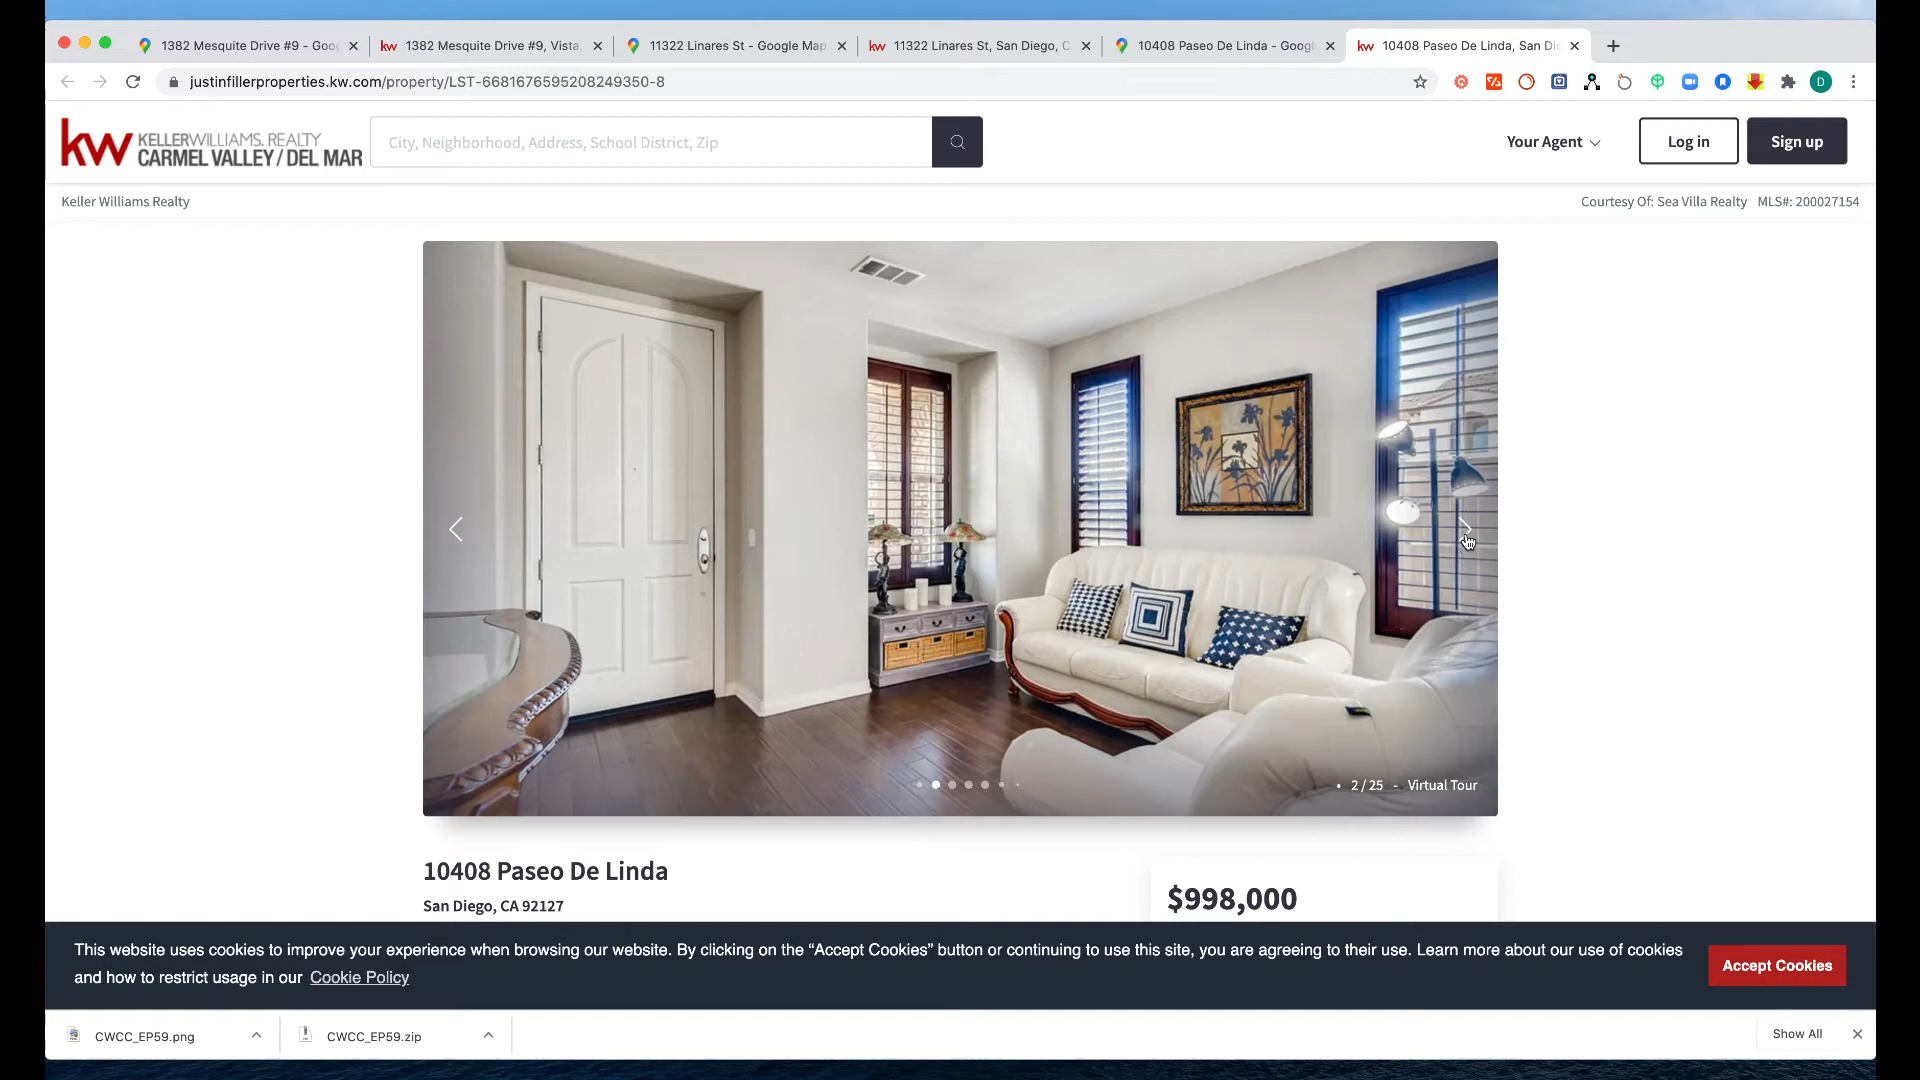 1382 Mesquite Drive #9 - Goo
1382 Mesquite Drive #9, Vista,
11322 Linares St - Google Map
11322 Linares St, San Diego, C
10408 Paseo De Linda - Googl
10408 Paseo De Linda, San Di
justinfillerproperties.kw.com/property/LST-6681676595208249350-8
D
kw KELLERWILLIAMS. REALTY
CARMEL VALLEY / DEL MAR
City, Neighborhood, Address, School District, Zip
Your Agent
Log in
Sign up
Keller Williams Realty
Courtesy Of: Sea Villa Realty MLS#: 200027154
• 2 / 25 - Virtual Tour
10408 Paseo De Linda
San Diego, CA 92127
$998,000
This website uses cookies to improve your experience when browsing our website. By clicking on the “Accept Cookies” button or continuing to use this site, you are agreeing to their use. Learn more about our use of cookies
and how to restrict usage in our Cookie Policy
Accept Cookies
CWCC_EP59.png
CWCC_EP59.zip
Show All